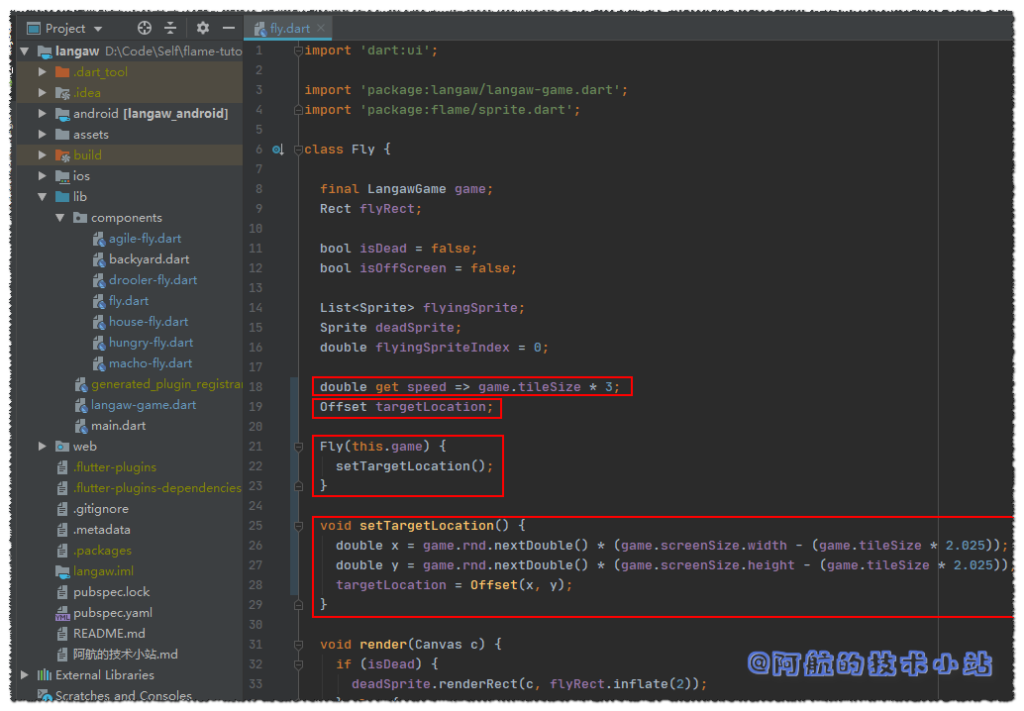 Project
langaw D:\Code\Self\flame-tuto
.dart_tool
.idea
android [langaw_android]
assets
build
ios
lib
components
agile-fly.dart
backyard.dart
drooler-fly.dart
fly.dart
house-fly.dart
hungry-fly.dart
macho-fly.dart
generated_plugin_registrar
langaw-game.dart
main.dart
web
.flutter-plugins
.flutter-plugins-dependencies
.gitignore
.metadata
.packages
langaw.iml
pubspec.lock
pubspec.yaml
README.md
阿航的技术小站.md
External Libraries
Scratches and Consoles
fly.dart
1 import 'dart:ui';
2
3 import 'package:langaw/langaw-game.dart';
4 import 'package:flame/sprite.dart';
5
6 class Fly {
7
8 final LangawGame game;
9 Rect flyRect;
10
11 bool isDead = false;
12 bool isOffScreen = false;
13
14 List<Sprite> flyingSprite;
15 Sprite deadSprite;
16 double flyingSpriteIndex = 0;
17
18 double get speed => game.tileSize * 3;
19 Offset targetLocation;
20
21 Fly(this.game) {
22 setTargetLocation();
23 }
24
25 void setTargetLocation() {
26 double x = game.rnd.nextDouble() * (game.screenSize.width - (game.tileSize * 2.025));
27 double y = game.rnd.nextDouble() * (game.screenSize.height - (game.tileSize * 2.025));
28 targetLocation = Offset(x, y);
29 }
30
31 void render(Canvas c) {
32 if (isDead) {
33 deadSprite.renderRect(c, flyRect.inflate(2));
@阿航的技术小站